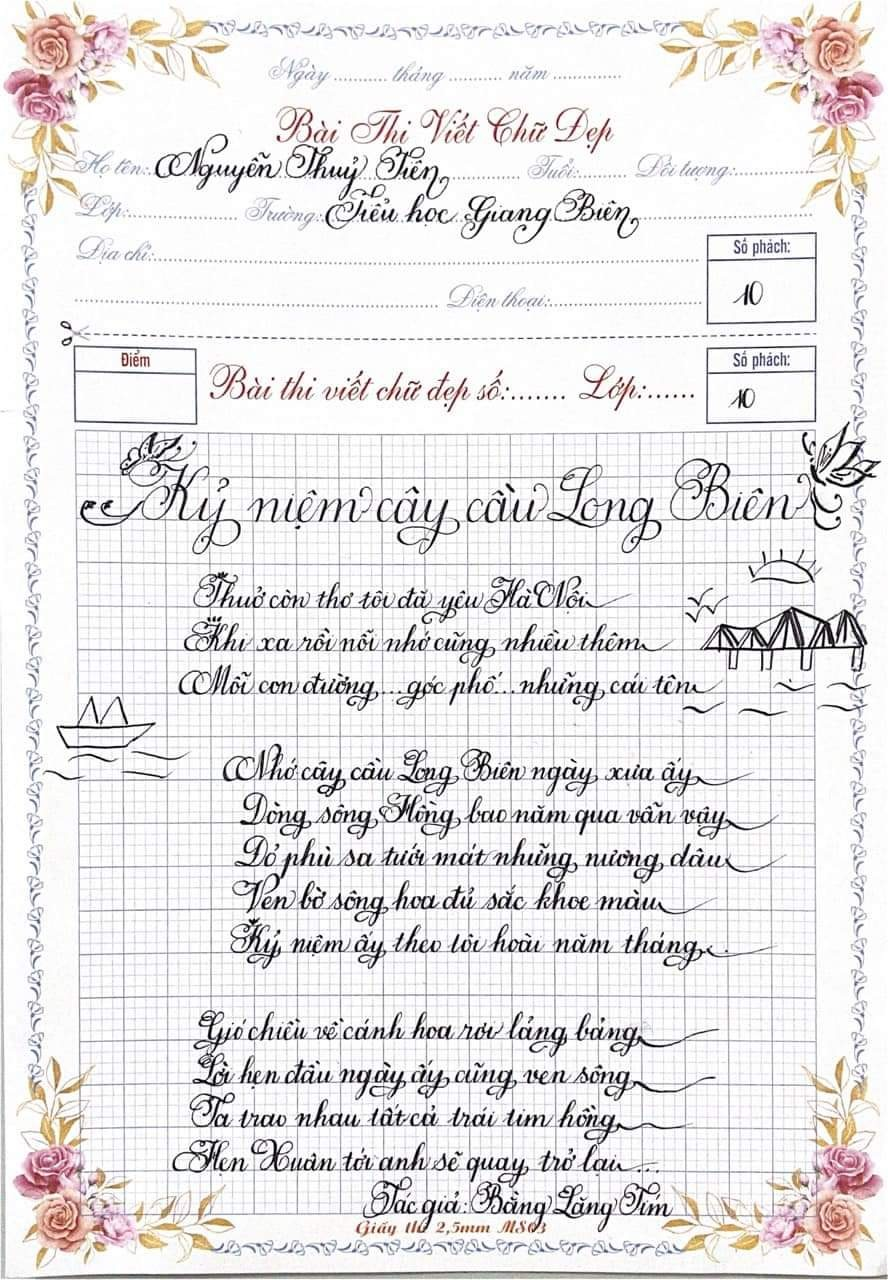 Ngày .......... tháng .......... năm .............
Bài Thi Viết Chữ Đẹp
Họ tên: Nguyễn Thuỷ Tiên Tuổi: Đối tượng:
Lớp: Trường: Tiểu học Giang Biên
Địa chỉ: Số phách:
Điện thoại: 10
Điểm Bài thi viết chữ đẹp số:....... Lớp:...... Số phách:
10
Kỷ niệm cây cầu Long Biên
Thuở còn thơ tôi đã yêu Hà Nội
Khi xa rồi nỗi nhớ cũng nhiều thêm
Mỗi con đường...góc phố...những cái tên
Nhớ cây cầu Long Biên ngày xưa ấy
Dòng sông Hồng bao năm qua vẫn vậy
Đỏ phù sa tưới mát những nương dâu
Ven bờ sông hoa đủ sắc khoe màu
Kỷ niệm ấy theo tôi hoài năm tháng...
Gió chiều về cánh hoa rơi lảng bảng
Lời hẹn đầu ngày ấy cũng ven sông
Ta trao nhau tất cả trái tim hồng
Hẹn Xuân tới anh sẽ quay trở lại...
Tác giả: Bằng Lăng Tím
Giấy thi 2,5mm MS03